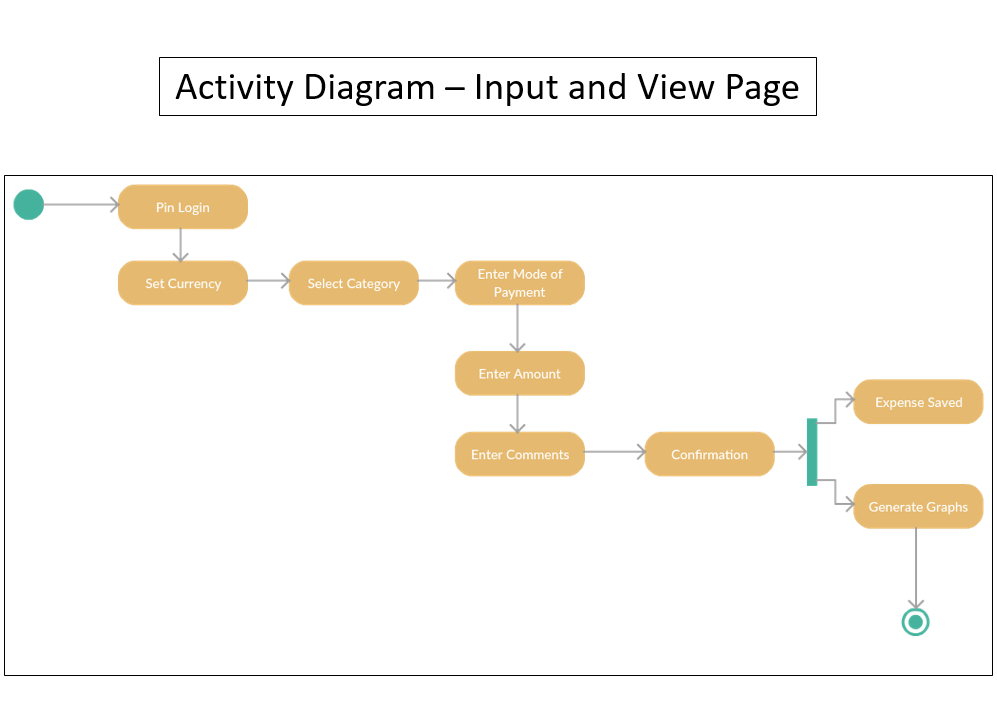 Activity Diagram – Input and View Page
Pin Login
Set Currency
Select Category
Enter Mode of
Payment
Enter Amount
Enter Comments
Confirmation
Expense Saved
Generate Graphs